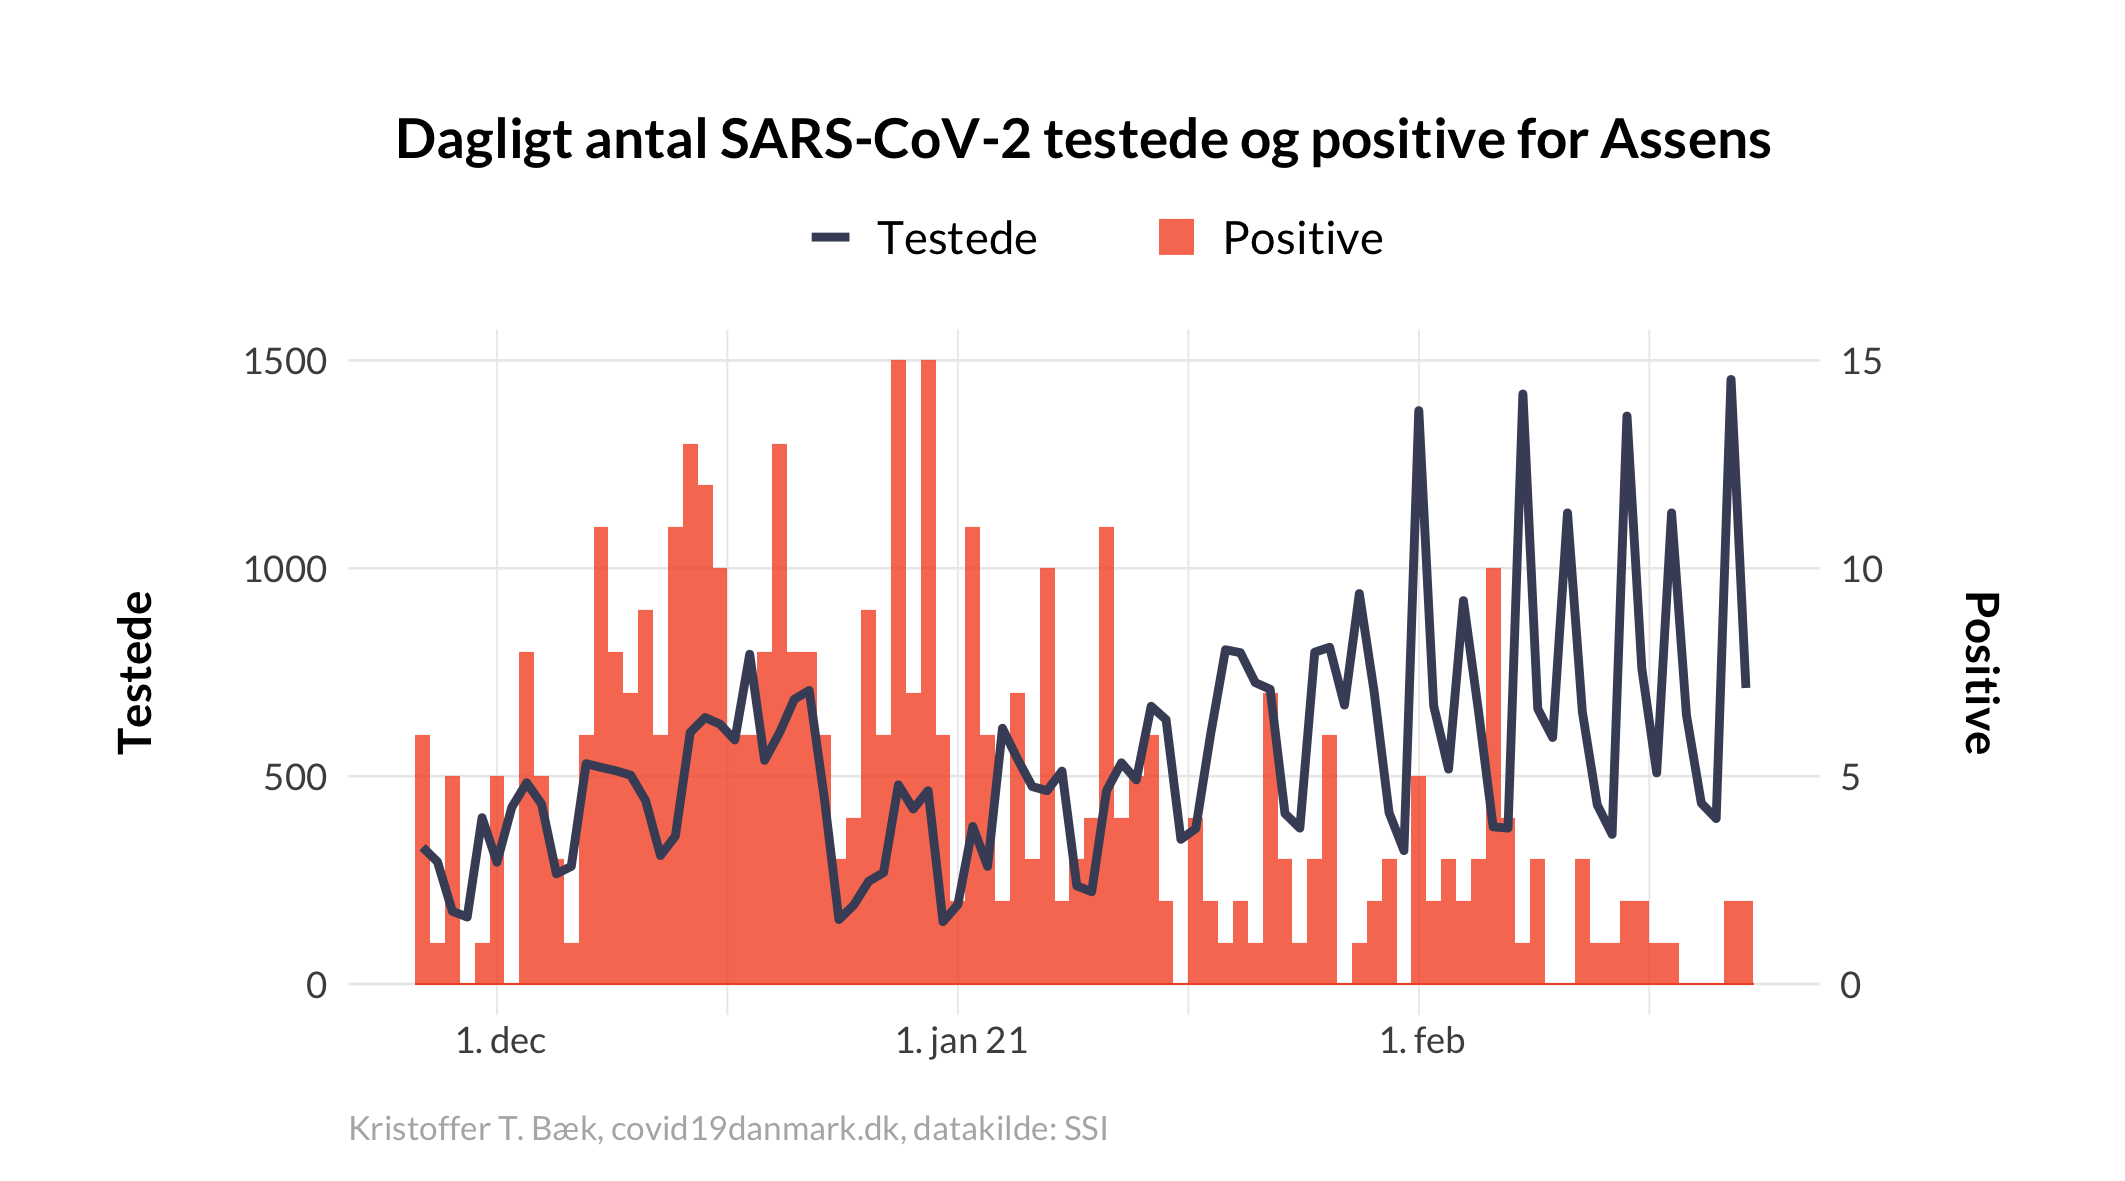 Dagligt antal SARS-CoV-2 testede og positive for Assens
Testede Positive
1500 15
1000 10
Testede Positive
500 5
0 0
1. dec 1. jan 21 1. feb
Kristoffer T. Bæk, covid19danmark.dk, datakilde: SSI